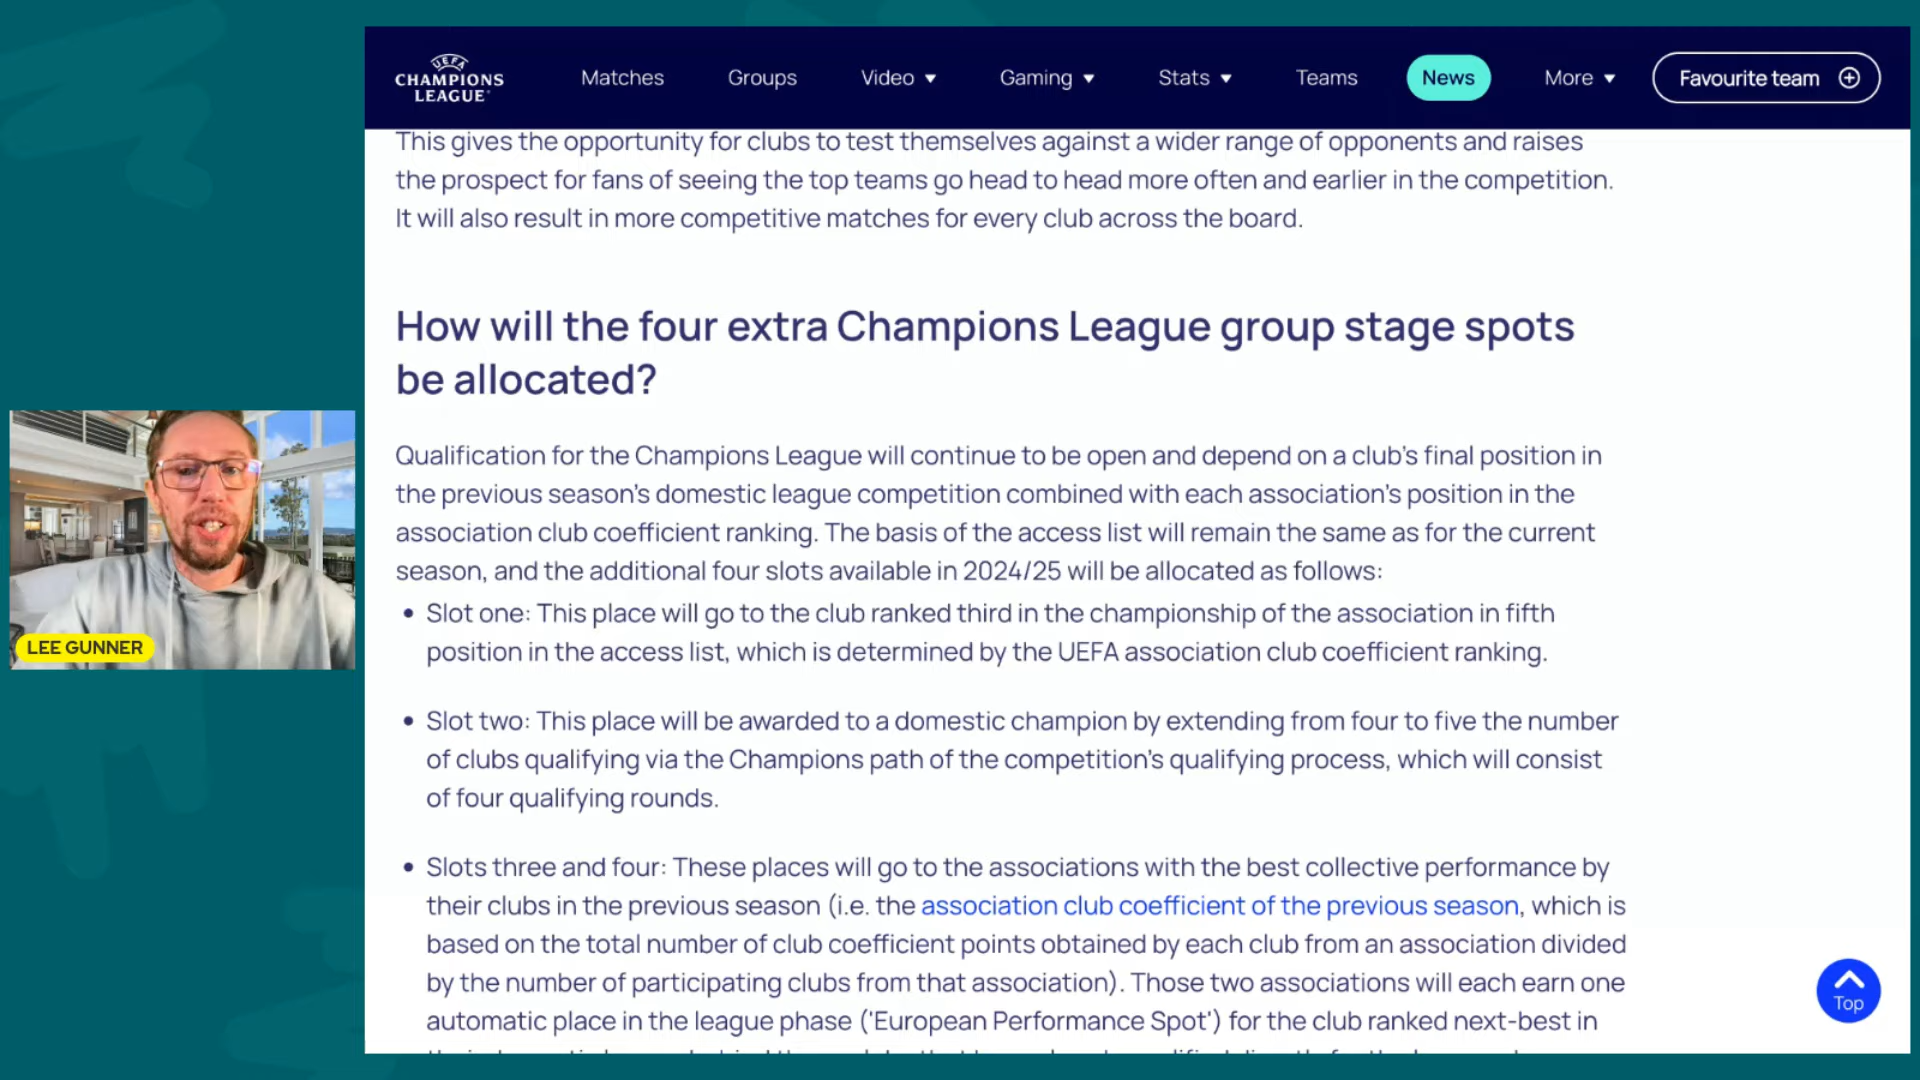 UEFA
CHAMPIONS
LEAGUE
Matches
Groups
Video
Gaming
Stats
Teams
News
More
Favourite team
This gives the opportunity for clubs to test themselves against a wider range of opponents and raises
the prospect for fans of seeing the top teams go head to head more often and earlier in the competition.
It will also result in more competitive matches for every club across the board.
How will the four extra Champions League group stage spots
be allocated?
Qualification for the Champions League will continue to be open and depend on a club's final position in
the previous season's domestic league competition combined with each association's position in the
association club coefficient ranking. The basis of the access list will remain the same as for the current
season, and the additional four slots available in 2024/25 will be allocated as follows:
• Slot one: This place will go to the club ranked third in the championship of the association in fifth
position in the access list, which is determined by the UEFA association club coefficient ranking.
• Slot two: This place will be awarded to a domestic champion by extending from four to five the number
of clubs qualifying via the Champions path of the competition's qualifying process, which will consist
of four qualifying rounds.
• Slots three and four: These places will go to the associations with the best collective performance by
their clubs in the previous season (i.e. the association club coefficient of the previous season, which is
based on the total number of club coefficient points obtained by each club from an association divided
by the number of participating clubs from that association). Those two associations will each earn one
automatic place in the league phase ('European Performance Spot') for the club ranked next-best in
Top
LEE GUNNER